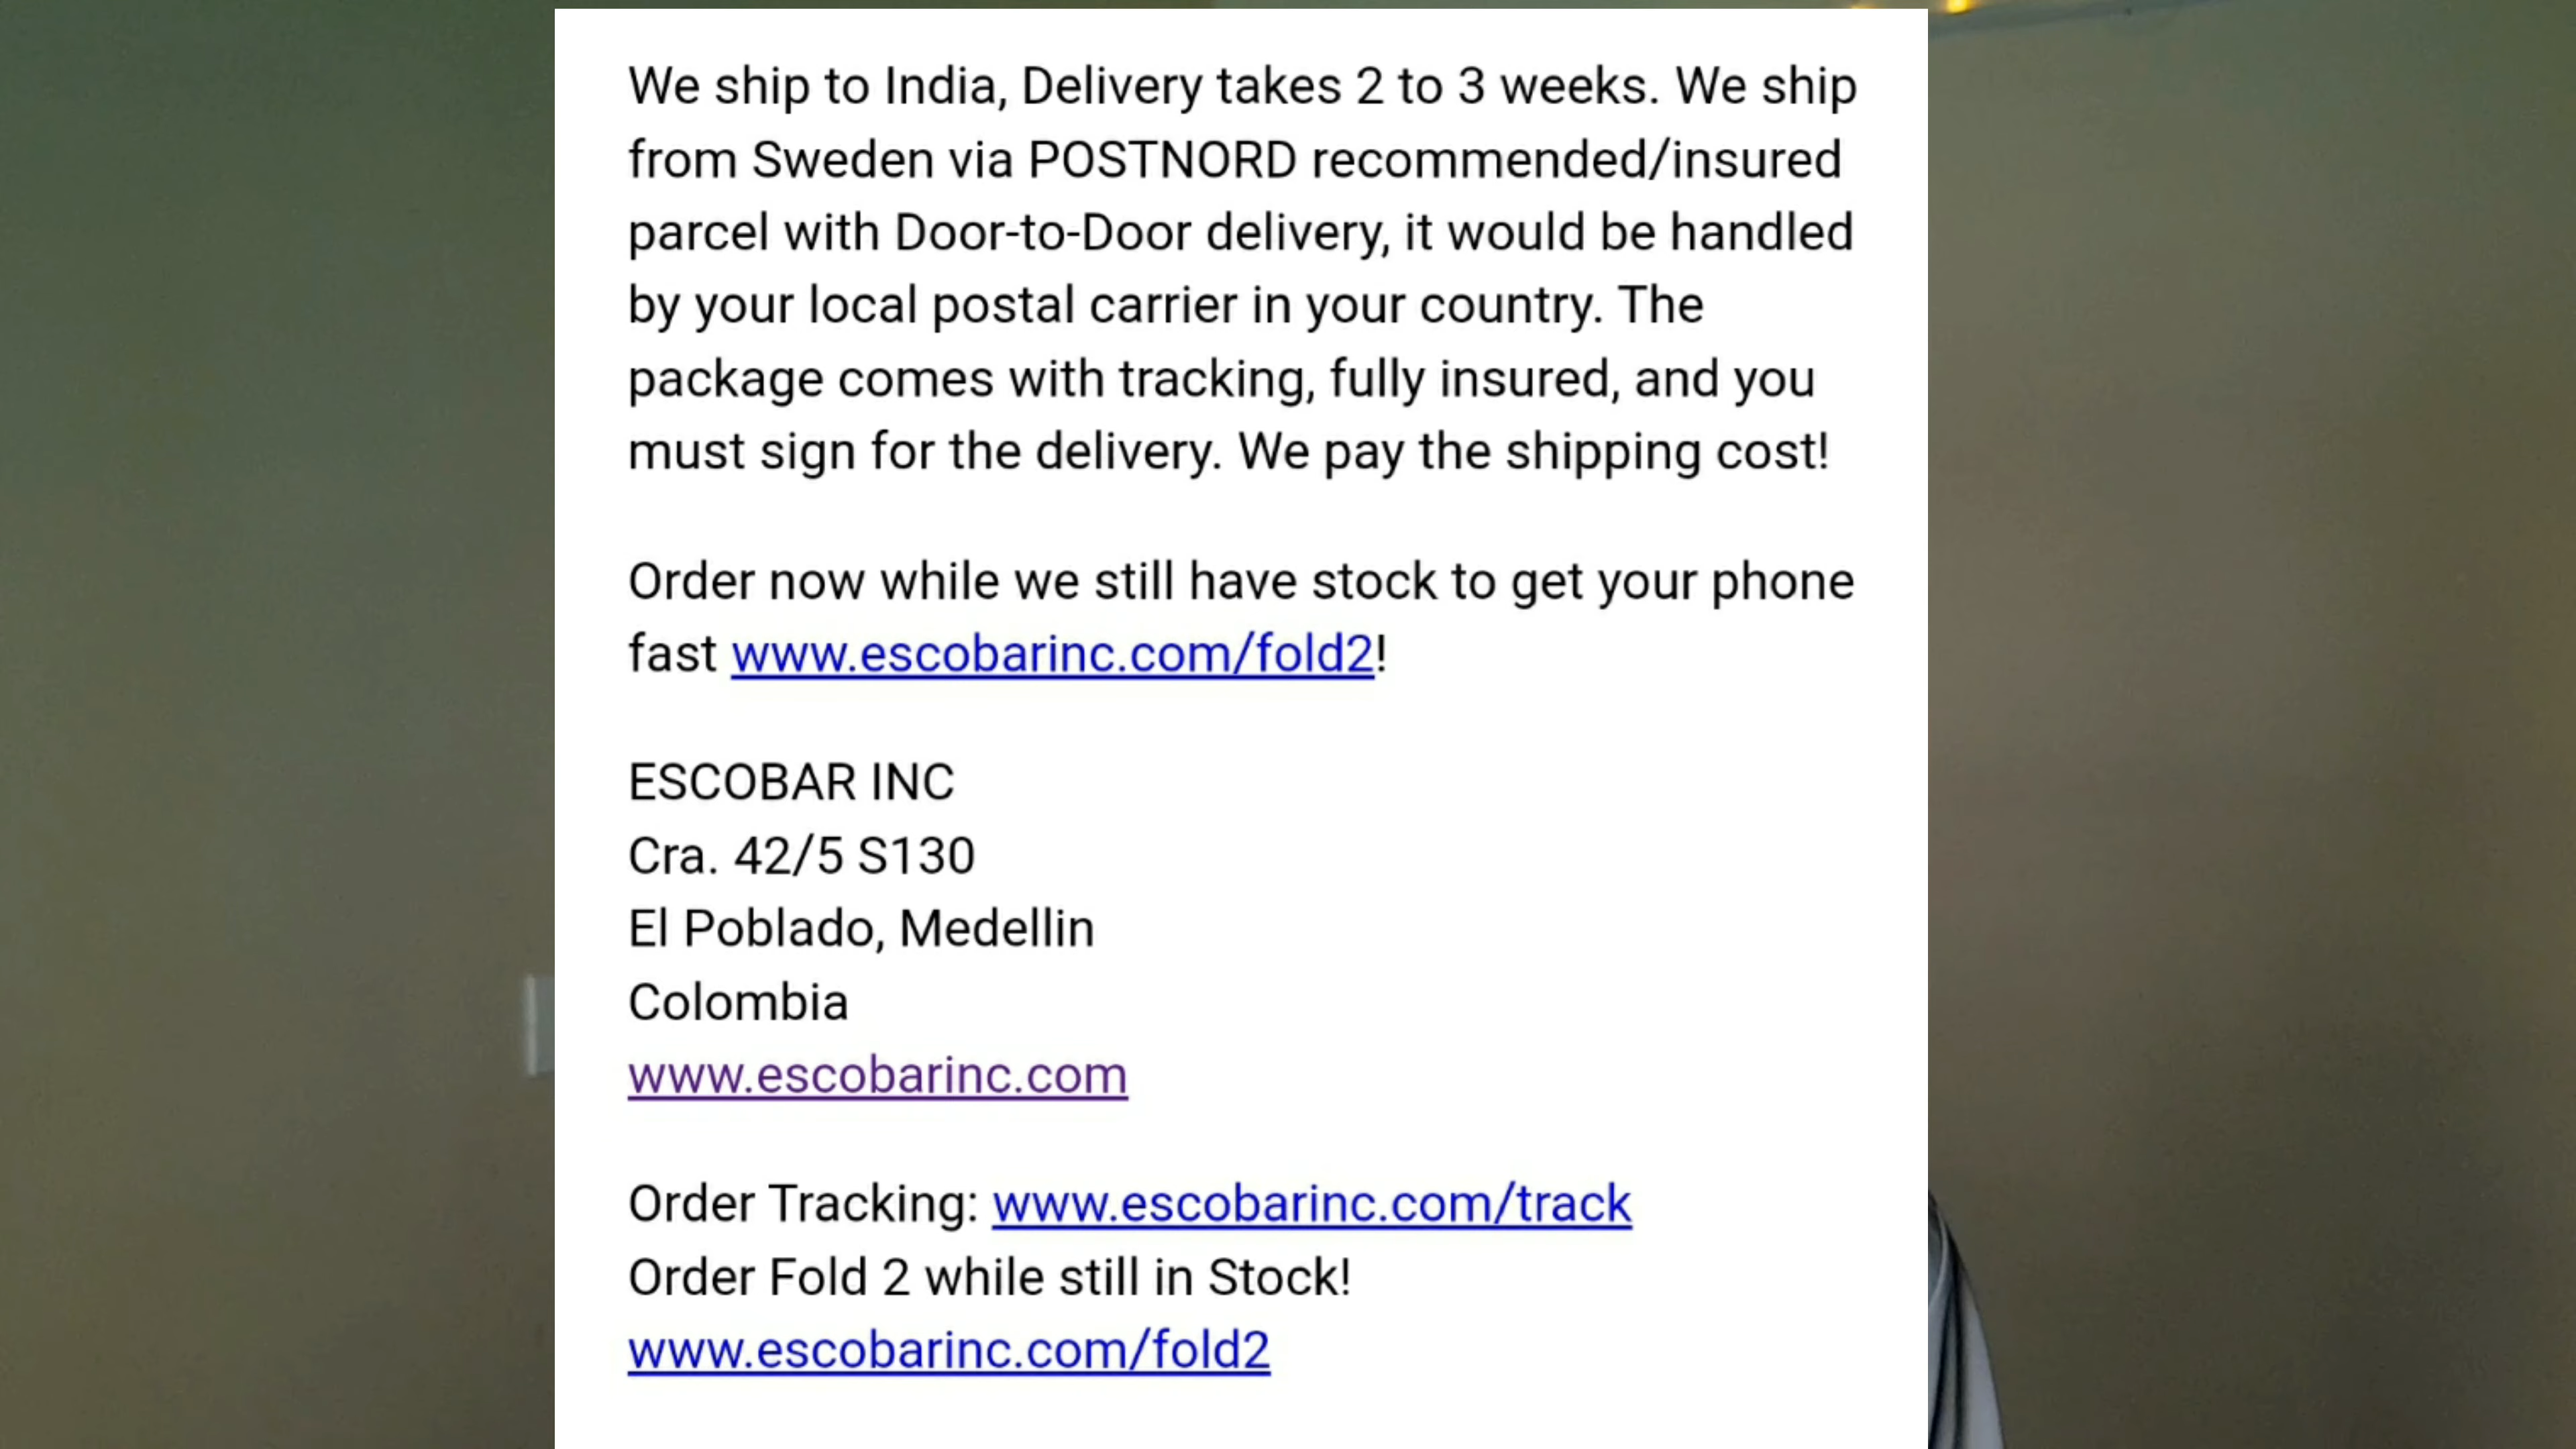 We ship to India, Delivery takes 2 to 3 weeks. We ship
from Sweden via POSTNORD recommended/insured
parcel with Door-to-Door delivery, it would be handled
by your local postal carrier in your country. The
package comes with tracking, fully insured, and you
must sign for the delivery. We pay the shipping cost!
Order now while we still have stock to get your phone
fast www.escobarinc.com/fold2!
ESCOBAR INC
Cra. 42/5 S130
El Poblado, Medellin
Colombia
www.escobarinc.com
Order Tracking: www.escobarinc.com/track
Order Fold 2 while still in Stock!
www.escobarinc.com/fold2